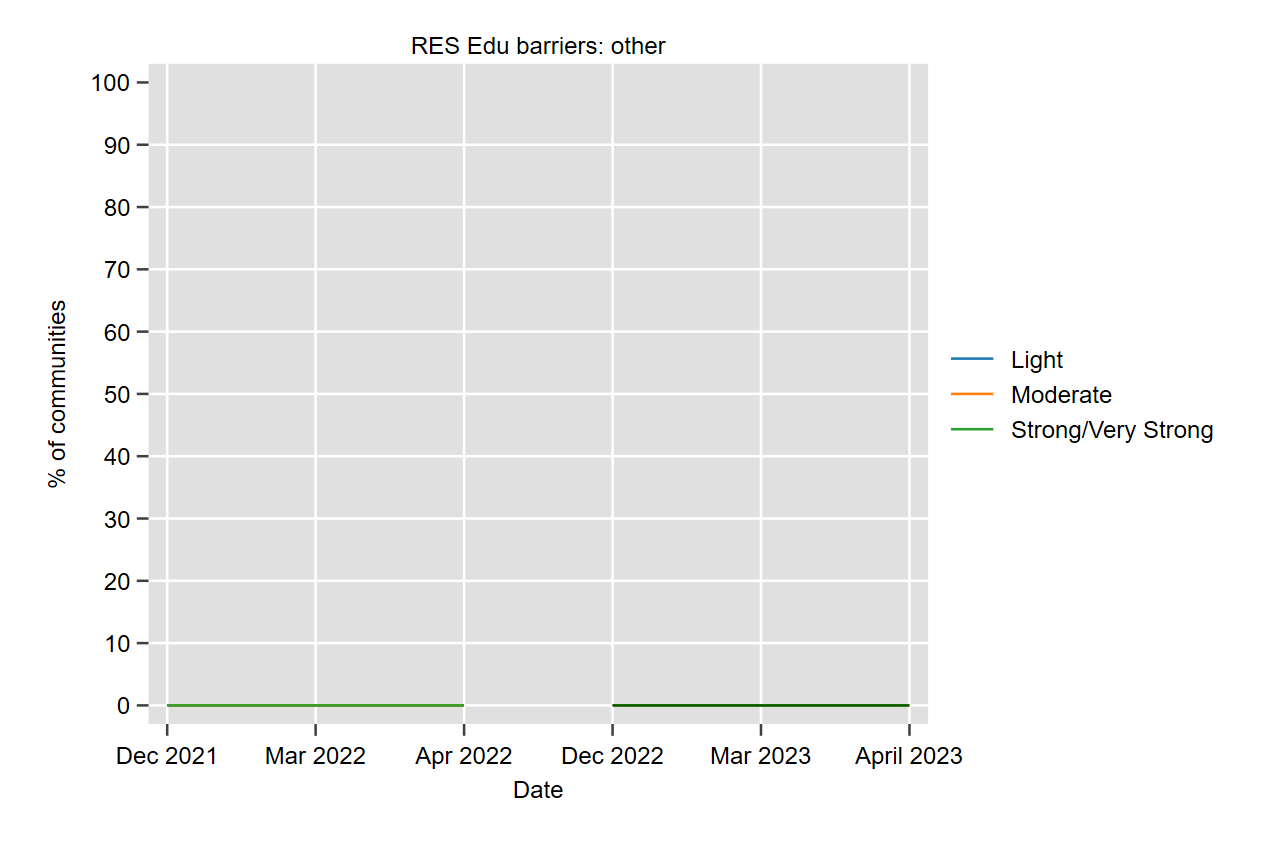 RES Edu barriers: other
100
90
80
70
60
50
40
30
20
10
0
% of communities
Dec 2021 Mar 2022 Apr 2022 Dec 2022 Mar 2023 April 2023
Date
Light
Moderate
Strong/Very Strong